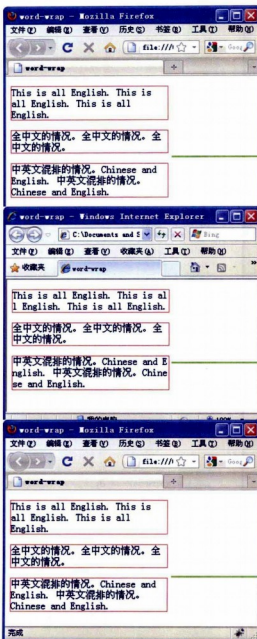 word-wrap - Mozilla Firefox
文件(F) 编辑(E) 查看(V) 历史(S) 书签(B) 工具(T) 帮助(H)
file:///
word-wrap
This is all English. This is
all English. This is all
English.
全中文的情况。全中文的情况。全
中文的情况。
中英文混排的情况。Chinese and
English. 中英文混排的情况。
Chinese and English.
word-wrap - Windows Internet Explorer
C:\Documents and S
Bing
文件(F) 编辑(E) 查看(V) 收藏夹(A) 工具(T) 帮助(H)
收藏夹 word-wrap
This is all English. This is al
l English. This is all English.
全中文的情况。全中文的情况。全
中文的情况。
中英文混排的情况。Chinese and E
nglish. 中英文混排的情况。Chine
se and English.
我的电脑 100%
word-wrap - Mozilla Firefox
文件(F) 编辑(E) 查看(V) 历史(S) 书签(B) 工具(T) 帮助(H)
file:///
word-wrap
This is all English. This is
all English. This is all
English.
全中文的情况。全中文的情况。全
中文的情况。
中英文混排的情况。Chinese and
English. 中英文混排的情况。
Chinese and English.
完成